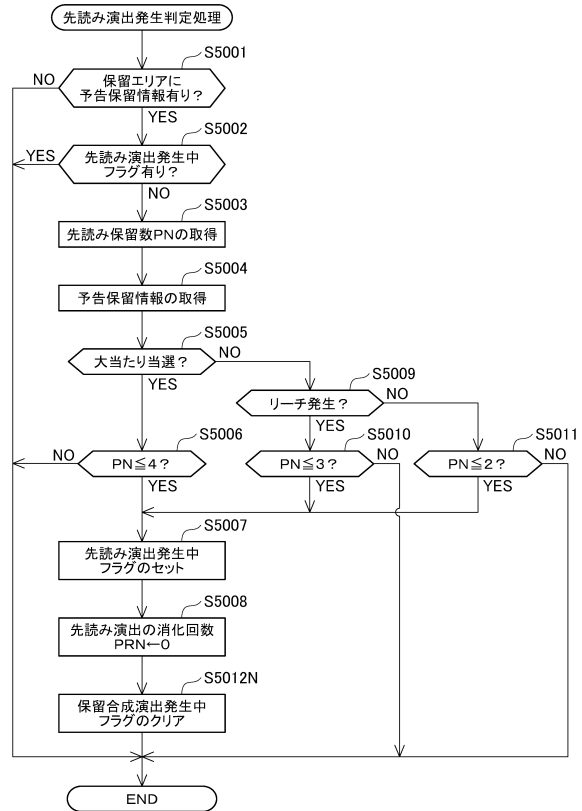 先読み演出発生判定処理
S5001
保留エリアに
予告保留情報有り?
NO
YES
S5002
先読み演出発生中
フラグ有り?
YES
NO
S5003
先読み保留数PNの取得
S5004
予告保留情報の取得
S5005
大当たり当選?
NO
YES
S5009
リーチ発生?
NO
YES
S5006
PN≦4?
NO
YES
S5010
PN≦3?
NO
YES
S5011
PN≦2?
NO
YES
S5007
先読み演出発生中
フラグのセット
S5008
先読み演出の消化回数
PRN←0
S5012N
保留合成演出発生中
フラグのクリア
END